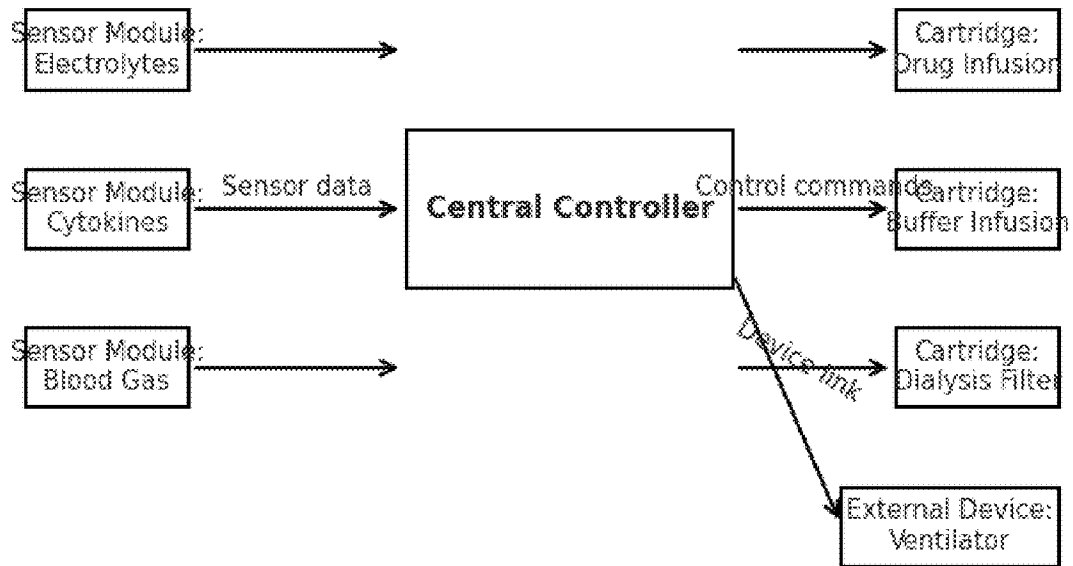 Sensor Module:
Electrolytes
Cartridge:
Drug Infusion
Sensor Module:
Cytokines
Sensor data
Central Controller
Control commands
Cartridge:
Buffer Infusion
Sensor Module:
Blood Gas
Device link
Cartridge:
Dialysis Filter
External Device:
Ventilator